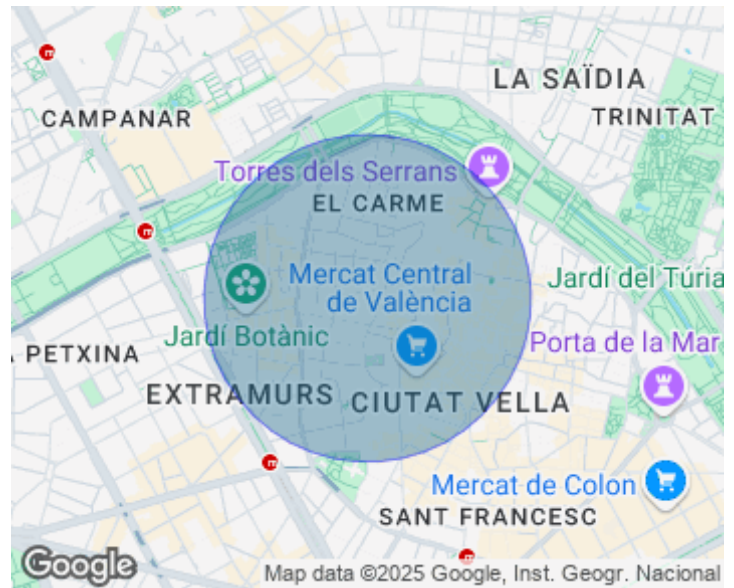 LA SAÏDIA
CAMPANAR
TRINITAT
Torres dels Serrans
EL CARME
Mercat Central
de València
Jardí del Túria
Jardí Botànic
Porta de la Mar
A PETXINA
EXTRAMURS
CIUTAT VELLA
Mercat de Colon
SANT FRANCESC
Google
Map data ©2025 Google, Inst. Geogr. Nacional